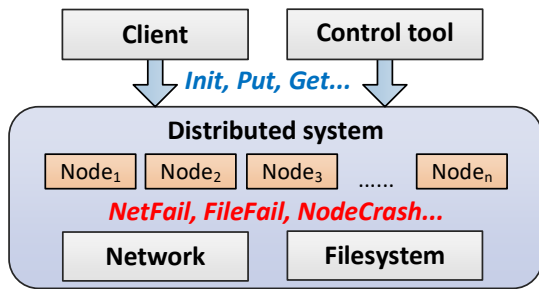 Client Control tool
Init, Put, Get...
Distributed system
Node₁ Node₂ Node₃ ...... Nodeₙ
NetFail, FileFail, NodeCrash...
Network Filesystem